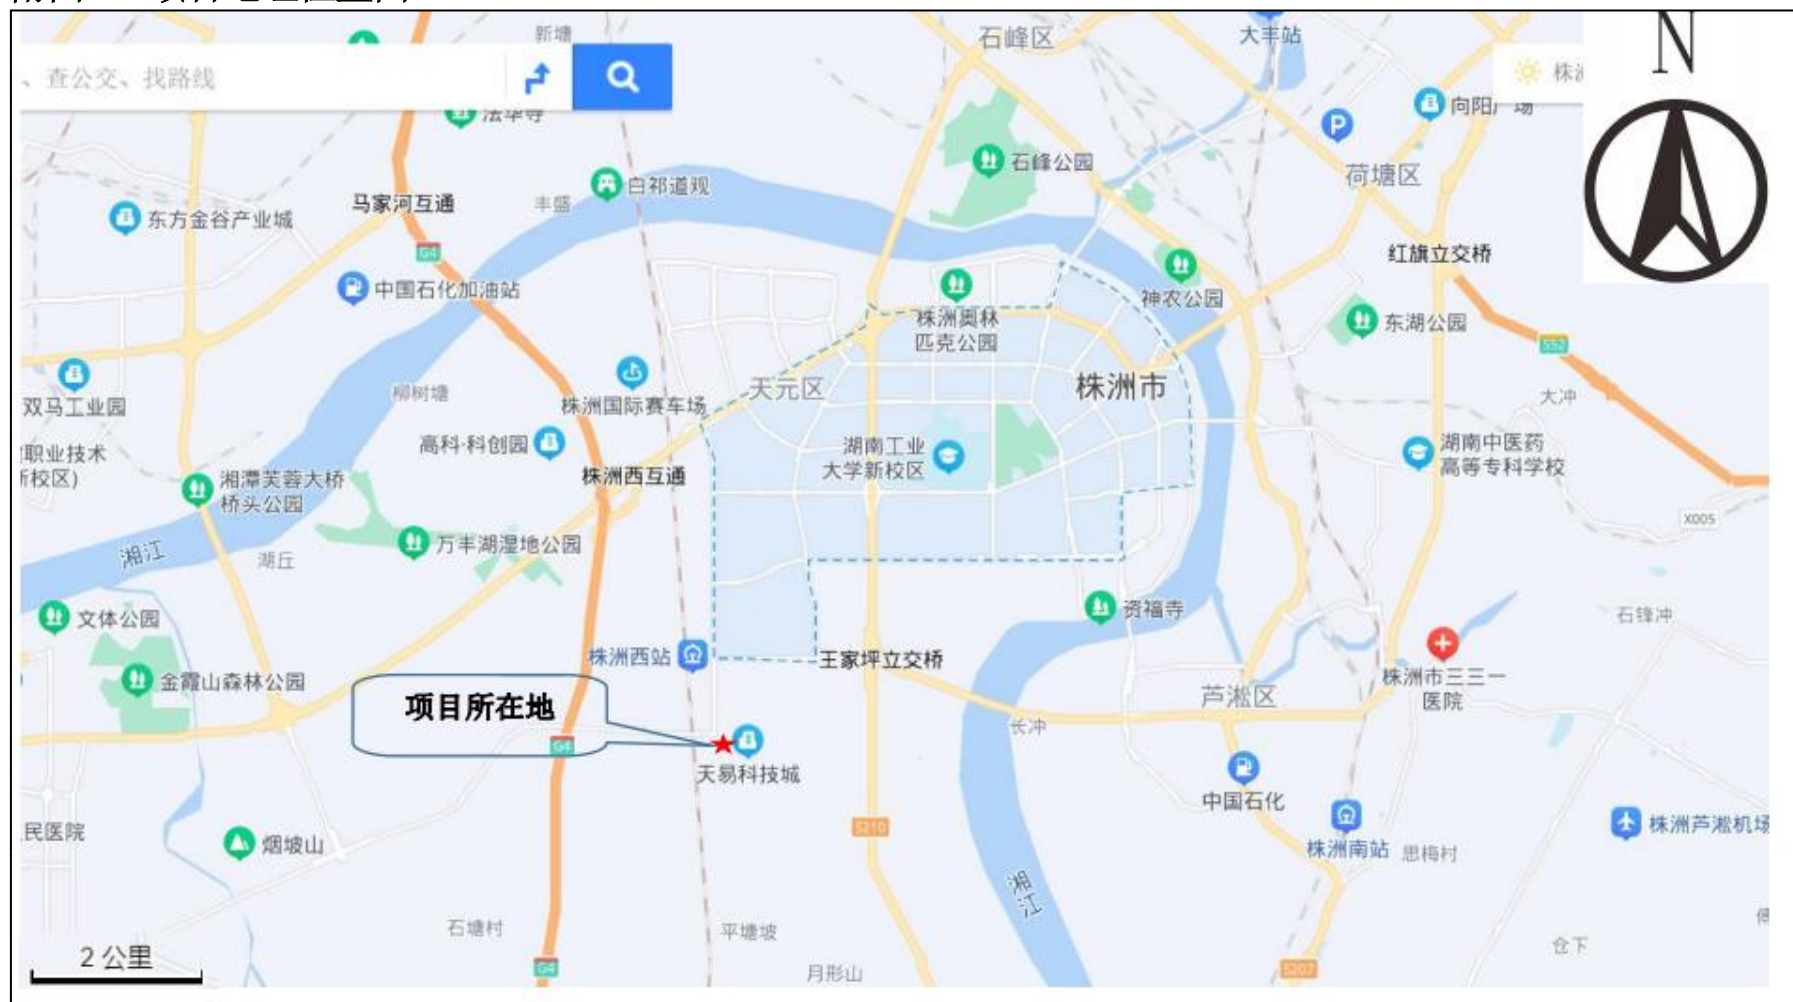 新塘
石峰区
大丰站
N
、查公交、找路线
法华寺
向阳广场
P
石峰公园
荷塘区
白祁道观
马家河互通
丰盛
东方金谷产业城
G4
红旗立交桥
中国石化加油站
神农公园
株洲奥林
匹克公园
东湖公园
S52
双马工业园
柳树塘
株洲国际赛车场
天元区
株洲市
大冲
职业技术
高科·科创园
湖南工业
大学新校区
湖南中医药
高等专科学校
株洲西互通
校区)
湘潭芙蓉大桥
桥头公园
X005
湘江
湖丘
万丰湖湿地公园
文体公园
资福寺
石锋冲
株洲西站
王家坪立交桥
金霞山森林公园
株洲市三三一
医院
芦淞区
项目所在地
长冲
G4
天易科技城
中国石化
S210
民医院
烟坡山
株洲芦淞机场
株洲南站
思梅村
湘江
石塘村
平塘坡
仓下
2 公里
月形山
G4
S207